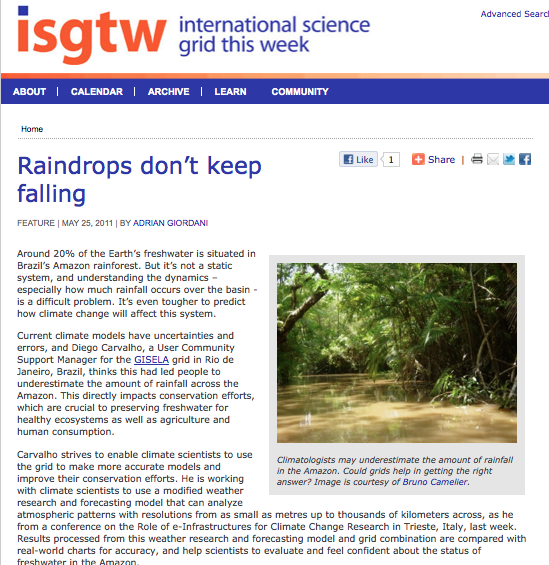 isgtw international science
grid this week
Advanced Searc
ABOUT | CALENDAR | ARCHIVE | LEARN COMMUNITY
Home
Raindrops don’t keep
falling
Like 1 Share |
FEATURE | MAY 25, 2011 | BY ADRIAN GIORDANI
Around 20% of the Earth’s freshwater is situated in
Brazil’s Amazon rainforest. But it’s not a static
system, and understanding the dynamics –
especially how much rainfall occurs over the basin -
is a difficult problem. It’s even tougher to predict
how climate change will affect this system.
Current climate models have uncertainties and
errors, and Diego Carvalho, a User Community
Support Manager for the GISELA grid in Rio de
Janeiro, Brazil, thinks this had led people to
underestimate the amount of rainfall across the
Amazon. This directly impacts conservation efforts,
which are crucial to preserving freshwater for
healthy ecosystems as well as agriculture and
human consumption.
Climatologists may underestimate the amount of rainfall
in the Amazon. Could grids help in getting the right
answer? Image is courtesy of Bruno Camelier.
Carvalho strives to enable climate scientists to use
the grid to make more accurate models and
improve their conservation efforts. He is working
with climate scientists to use a modified weather
research and forecasting model that can analyze
atmospheric patterns with resolutions from as small as metres up to thousands of kilometers across, as he
from a conference on the Role of e-Infrastructures for Climate Change Research in Trieste, Italy, last week.
Results processed from this weather research and forecasting model and grid combination are compared with
real-world charts for accuracy, and help scientists to evaluate and feel confident about the status of
freshwater in the Amazon.